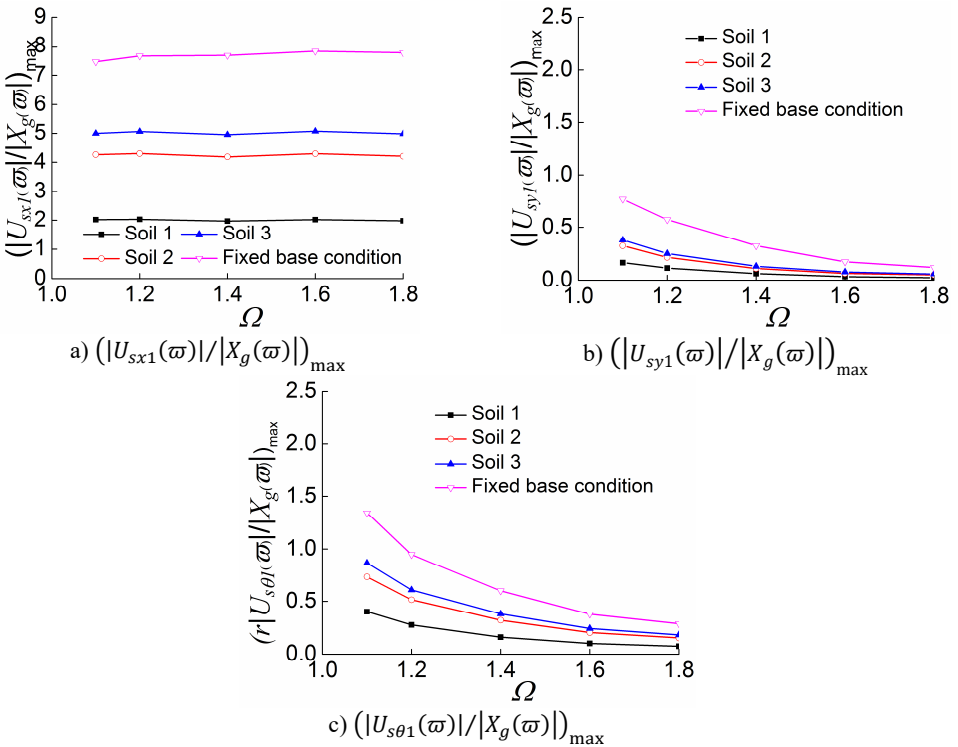 (|U_sx1(ϖ)|/|X_g(ϖ)|)_max
9
8
7
6
5
4
3
2
1
0
Soil 1
Soil 3
Soil 2
Fixed base condition
1.0 1.2 1.4 1.6 1.8
Ω
a) (|U_sx1(ϖ)|/|X_g(ϖ)|)_max
(|U_sy1(ϖ)|/|X_g(ϖ)|)_max
2.5
2.0
1.5
1.0
0.5
0.0
Soil 1
Soil 2
Soil 3
Fixed base condition
1.0 1.2 1.4 1.6 1.8
Ω
b) (|U_sy1(ϖ)|/|X_g(ϖ)|)_max
(r|U_sθ1(ϖ)|/|X_g(ϖ)|)_max
2.5
2.0
1.5
1.0
0.5
0.0
Soil 1
Soil 2
Soil 3
Fixed base condition
1.0 1.2 1.4 1.6 1.8
Ω
c) (|U_sθ1(ϖ)|/|X_g(ϖ)|)_max